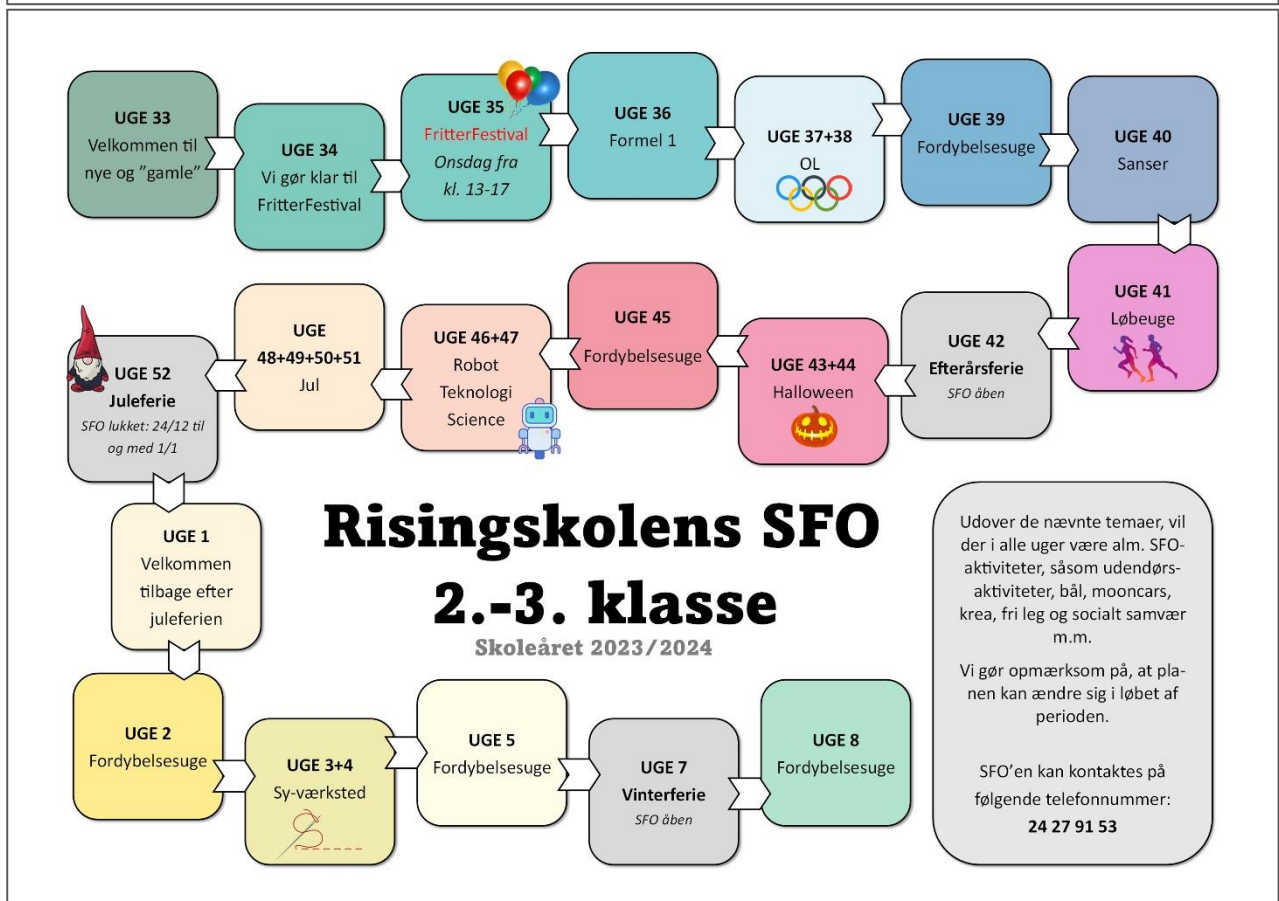 UGE 33
Velkommen til
nye og ”gamle”
UGE 34
Vi gør klar til
FritterFestival
UGE 35
FritterFestival
Onsdag fra
kl. 13-17
UGE 36
Formel 1
UGE 37+38
OL
UGE 39
Fordybelsesuge
UGE 40
Sanser
UGE 41
Løbeuge
UGE 42
Efterårsferie
SFO åben
UGE 43+44
Halloween
UGE 45
Fordybelsesuge
UGE 46+47
Robot
Teknologi
Science
UGE
48+49+50+51
Jul
UGE 52
Juleferie
SFO lukket: 24/12 til
og med 1/1
UGE 1
Velkommen
tilbage efter
juleferien
UGE 2
Fordybelsesuge
UGE 3+4
Sy-værksted
UGE 5
Fordybelsesuge
UGE 7
Vinterferie
SFO åben
UGE 8
Fordybelsesuge
Risingskolens SFO
2.-3. klasse
Skoleåret 2023/2024
Udover de nævnte temaer, vil
der i alle uger være alm. SFO-
aktiviteter, såsom udendørs-
aktiviteter, bål, mooncars,
krea, fri leg og socialt samvær
m.m.
Vi gør opmærksom på, at pla-
nen kan ændre sig i løbet af
perioden.
SFO’en kan kontaktes på
følgende telefonnummer:
24 27 91 53